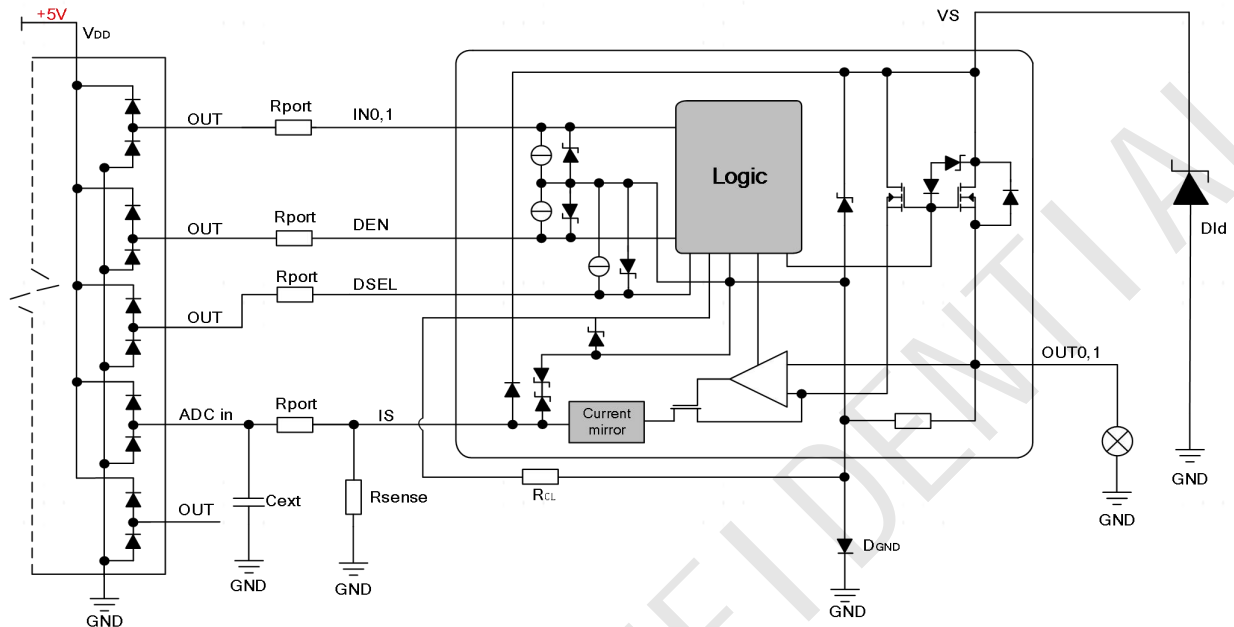 +5V
VDD
VS
OUT
Rport
IN0,1
Logic
OUT
Rport
DEN
Dld
Rport
DSEL
OUT
OUT0,1
ADC in
Rport
IS
Current
mirror
Cext
Rsense
RCL
OUT
DGND
GND
GND
GND
GND
GND
GND